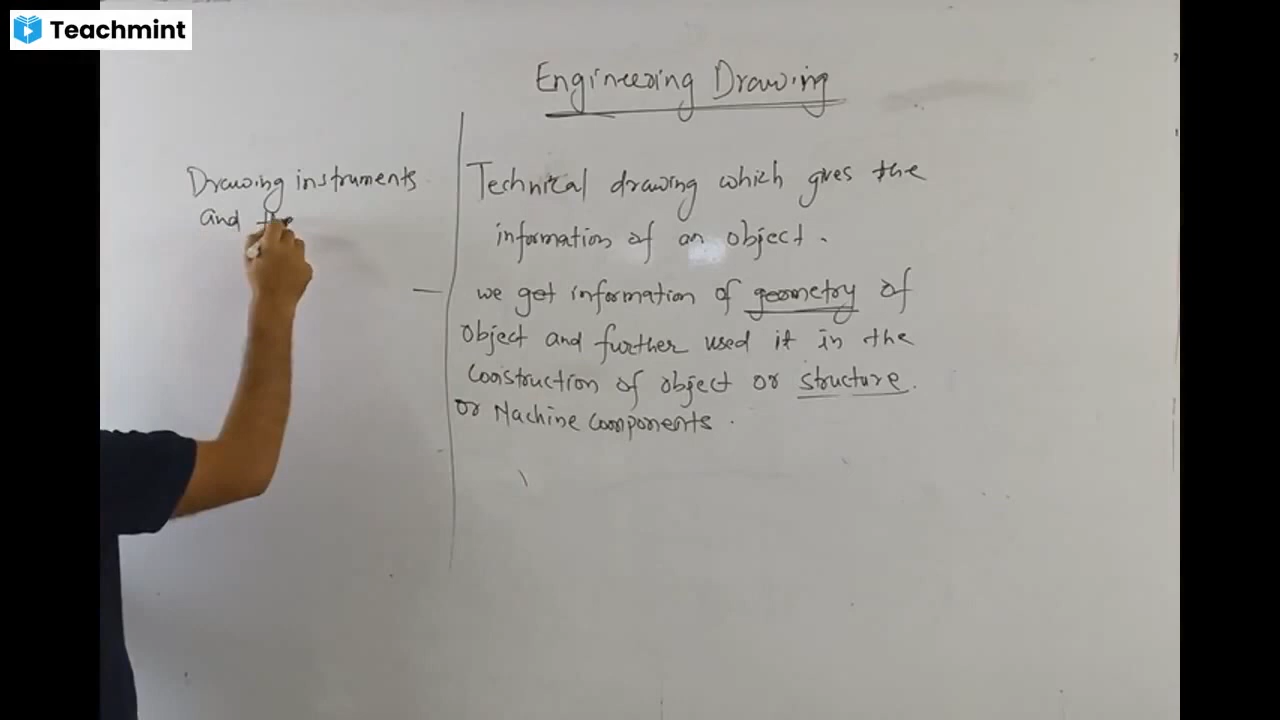 Teachmint
Engineering Drawing
Drawing instruments
and the
Technical drawing which gives the
information of an object.
— we get information of geometry of
object and further used it in the
construction of object or structure.
or Machine components.